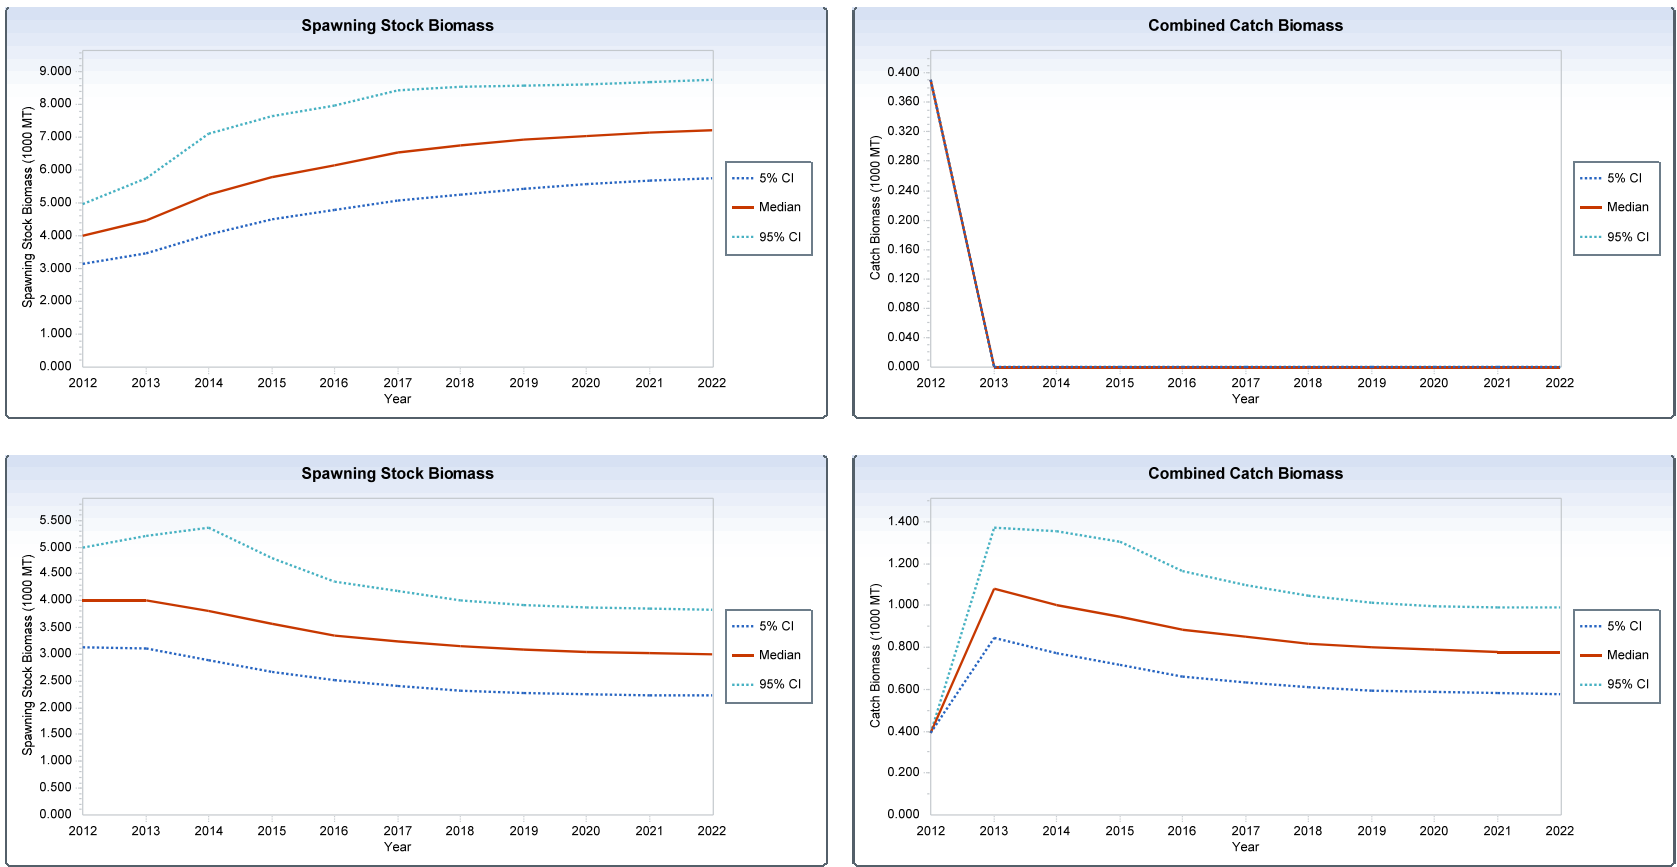 Spawning Stock Biomass
Spawning Stock Biomass (1000 MT)
9.000
8.000
7.000
6.000
5.000
4.000
3.000
2.000
1.000
0.000
2012 2013 2014 2015 2016 2017 2018 2019 2020 2021 2022
Year
5% CI
Median
95% CI
Combined Catch Biomass
Catch Biomass (1000 MT)
0.400
0.360
0.320
0.280
0.240
0.200
0.160
0.120
0.080
0.040
0.000
2012 2013 2014 2015 2016 2017 2018 2019 2020 2021 2022
Year
5% CI
Median
95% CI
Spawning Stock Biomass
Spawning Stock Biomass (1000 MT)
5.500
5.000
4.500
4.000
3.500
3.000
2.500
2.000
1.500
1.000
0.500
0.000
2012 2013 2014 2015 2016 2017 2018 2019 2020 2021 2022
Year
5% CI
Median
95% CI
Combined Catch Biomass
Catch Biomass (1000 MT)
1.400
1.200
1.000
0.800
0.600
0.400
0.200
0.000
2012 2013 2014 2015 2016 2017 2018 2019 2020 2021 2022
Year
5% CI
Median
95% CI